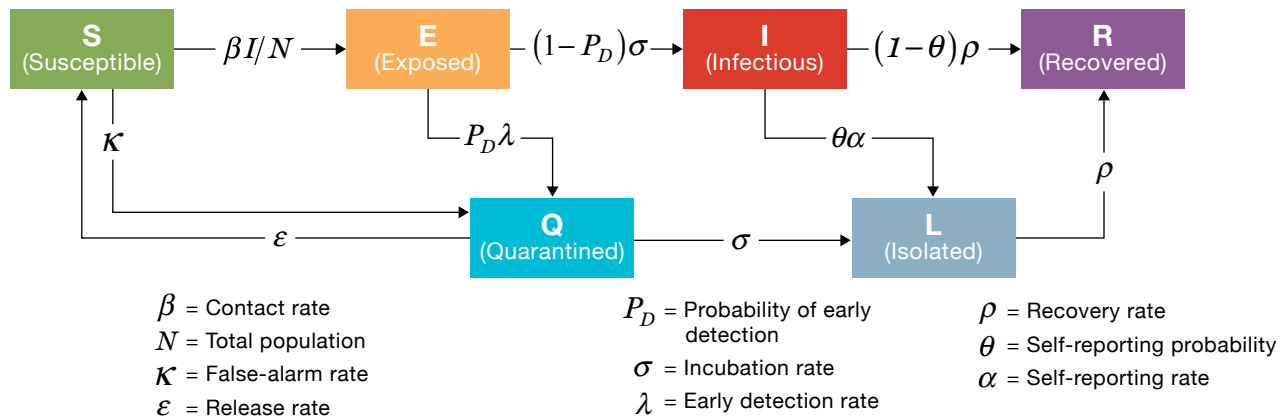 S
(Susceptible)
βI/N
E
(Exposed)
(1−P_D)σ
I
(Infectious)
(1−θ)ρ
R
(Recovered)
κ
P_Dλ
θα
ρ
ε
Q
(Quarantined)
σ
L
(Isolated)
β = Contact rate
N = Total population
κ = False-alarm rate
ε = Release rate
P_D = Probability of early
detection
σ = Incubation rate
λ = Early detection rate
ρ = Recovery rate
θ = Self-reporting probability
α = Self-reporting rate